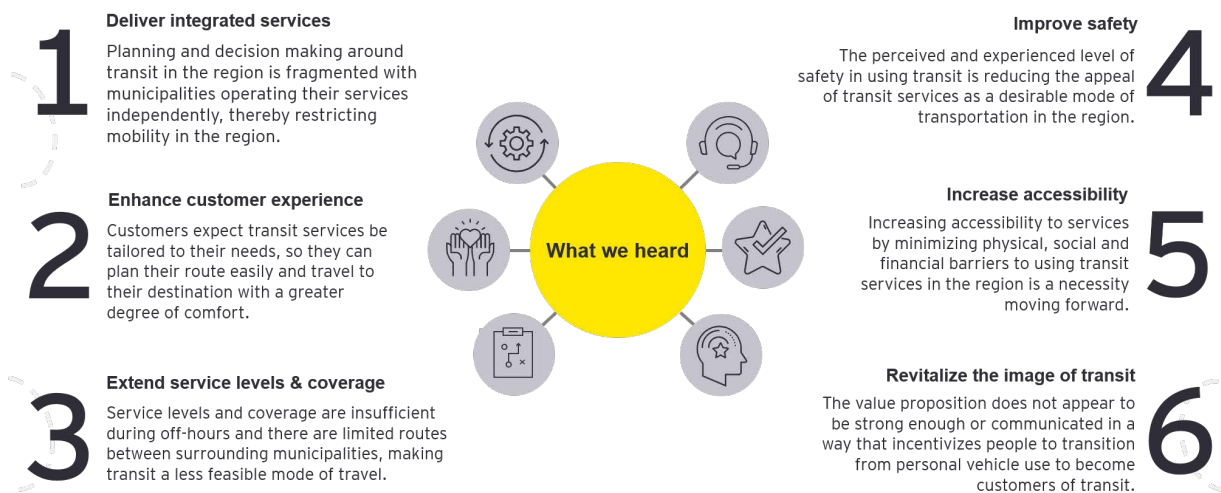 1
Deliver integrated services
Planning and decision making around
transit in the region is fragmented with
municipalities operating their services
independently, thereby restricting
mobility in the region.
2
Enhance customer experience
Customers expect transit services be
tailored to their needs, so they can
plan their route easily and travel to
their destination with a greater
degree of comfort.
3
Extend service levels & coverage
Service levels and coverage are insufficient
during off-hours and there are limited routes
between surrounding municipalities, making
transit a less feasible mode of travel.
What we heard
4
Improve safety
The perceived and experienced level of
safety in using transit is reducing the appeal
of transit services as a desirable mode of
transportation in the region.
5
Increase accessibility
Increasing accessibility to services
by minimizing physical, social and
financial barriers to using transit
services in the region is a necessity
moving forward.
6
Revitalize the image of transit
The value proposition does not appear to
be strong enough or communicated in a
way that incentivizes people to transition
from personal vehicle use to become
customers of transit.